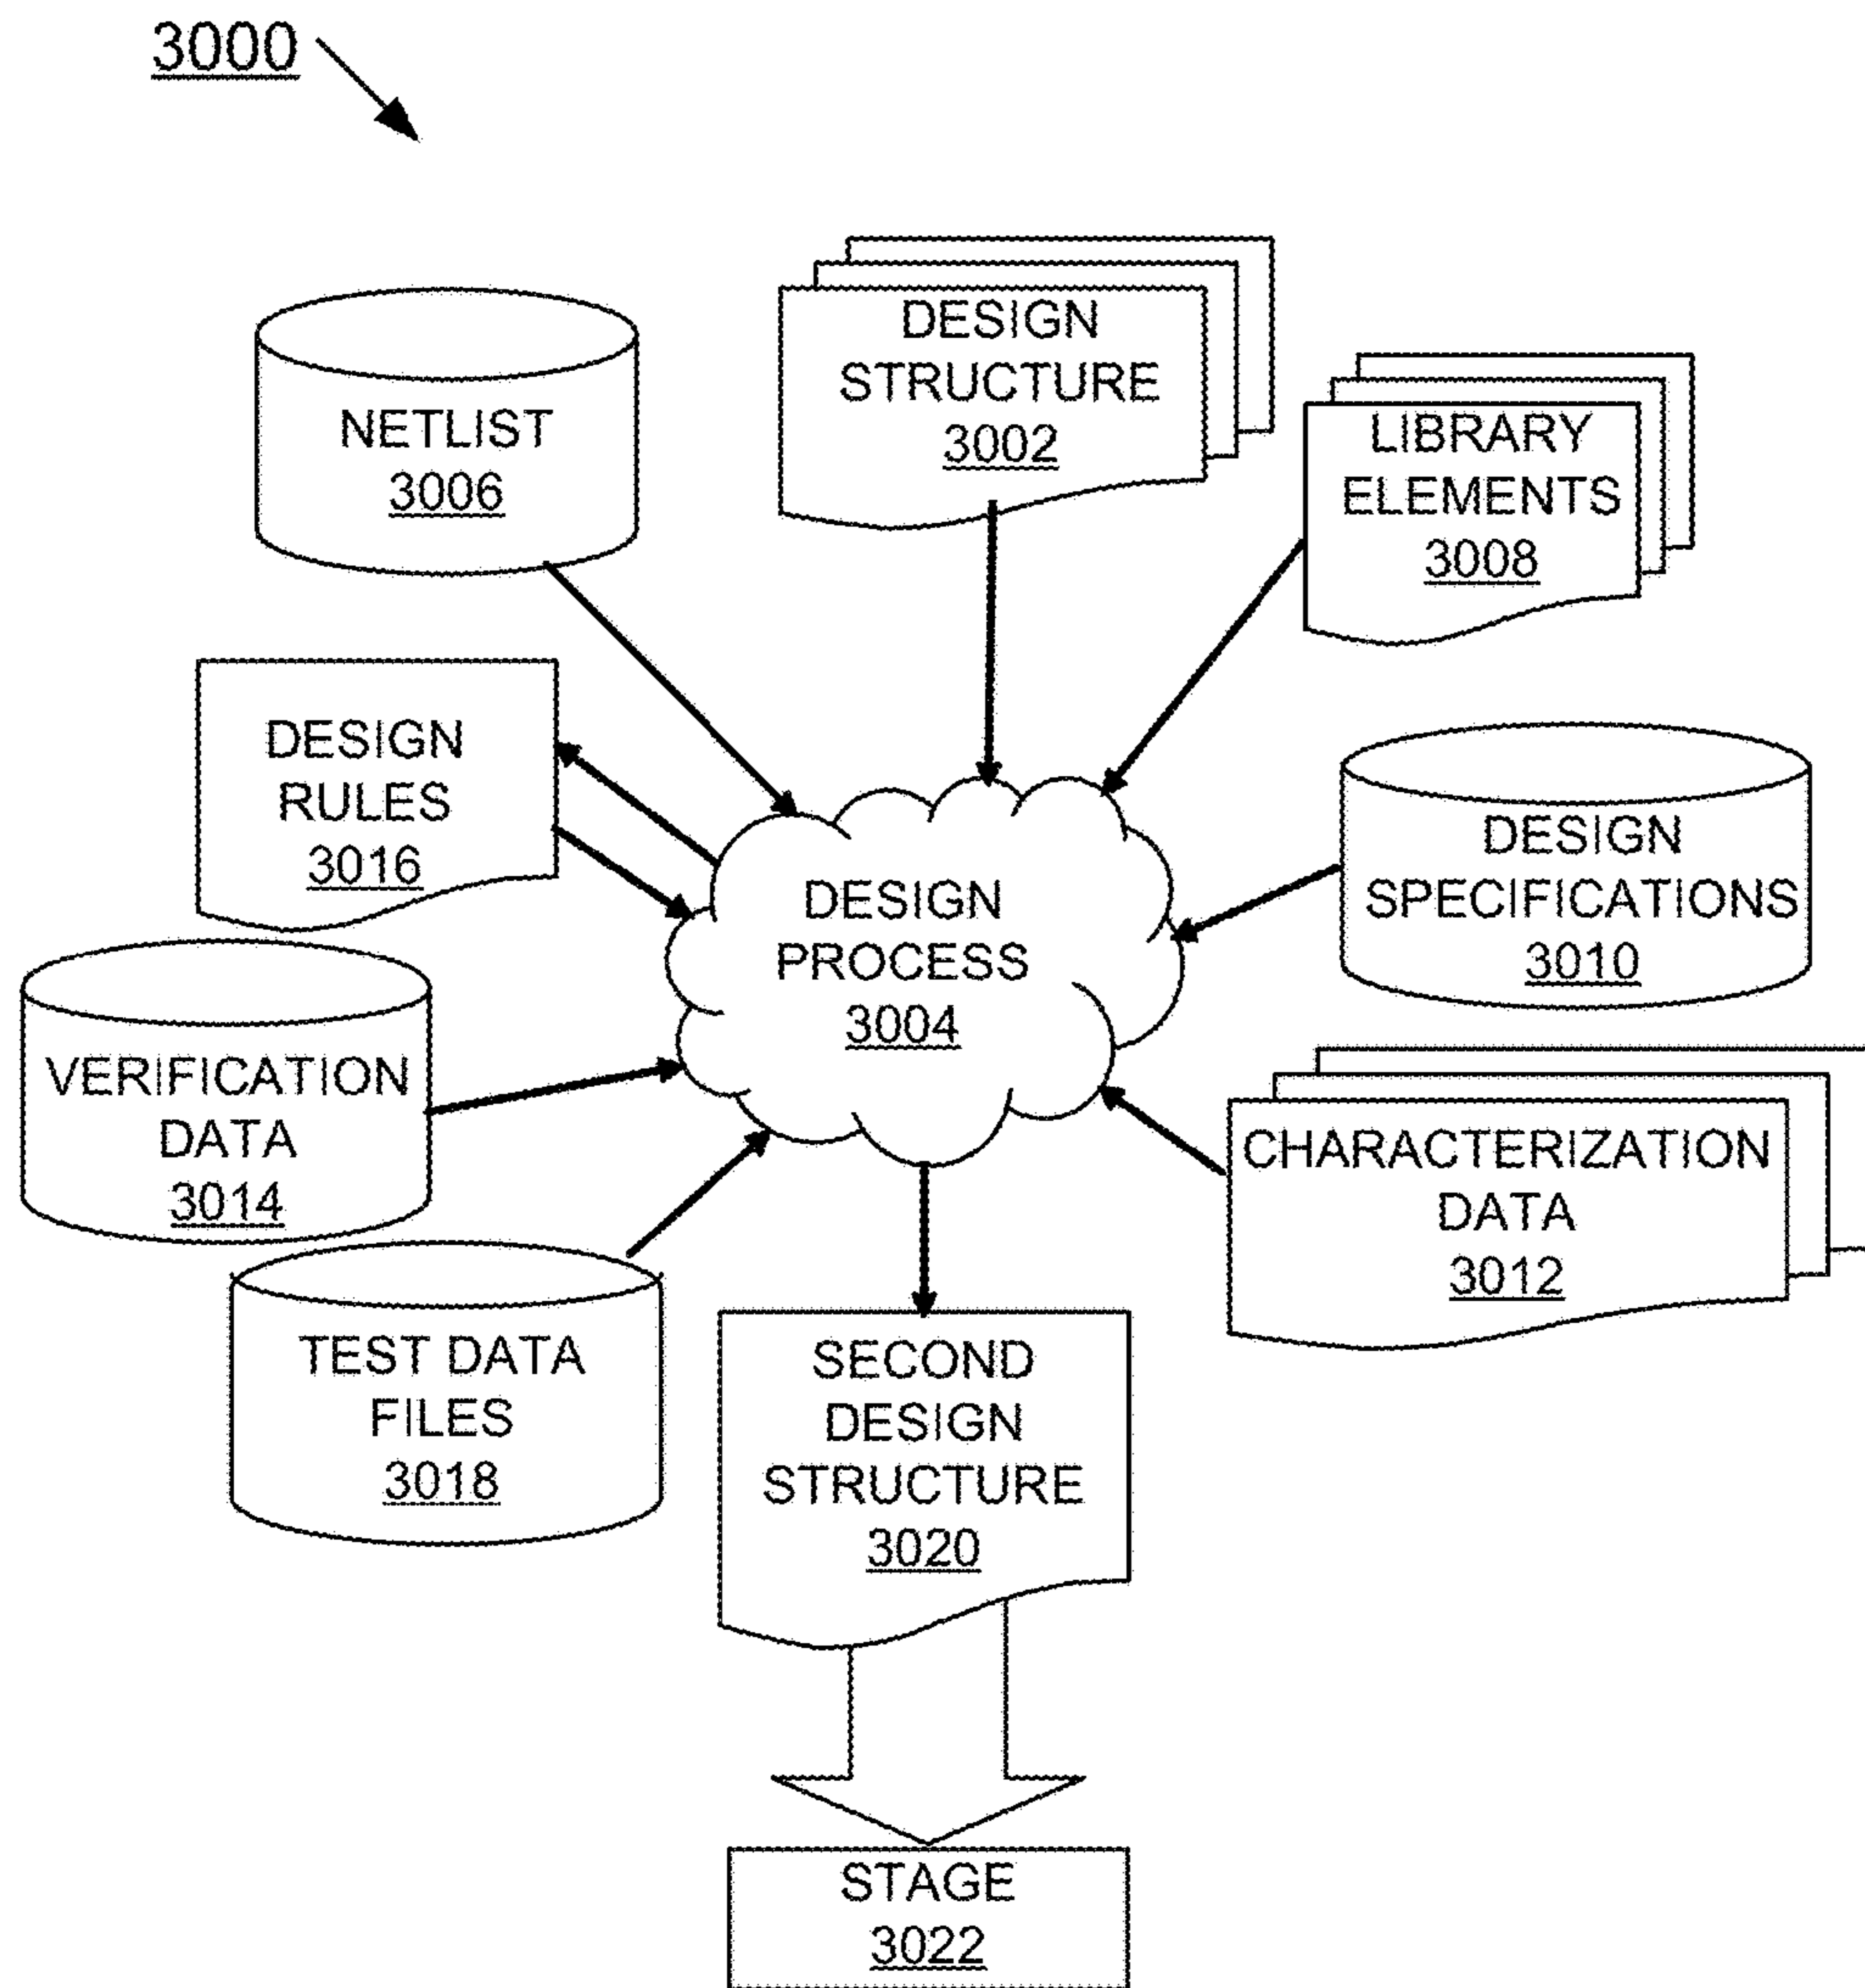 3000
DESIGN
STRUCTURE
3002
NETLIST
3006
LIBRARY
ELEMENTS
3008
DESIGN
RULES
3016
DESIGN
PROCESS
3004
DESIGN
SPECIFICATIONS
3010
VERIFICATION
DATA
3014
CHARACTERIZATION
DATA
3012
TEST DATA
FILES
3018
SECOND
DESIGN
STRUCTURE
3020
STAGE
3022